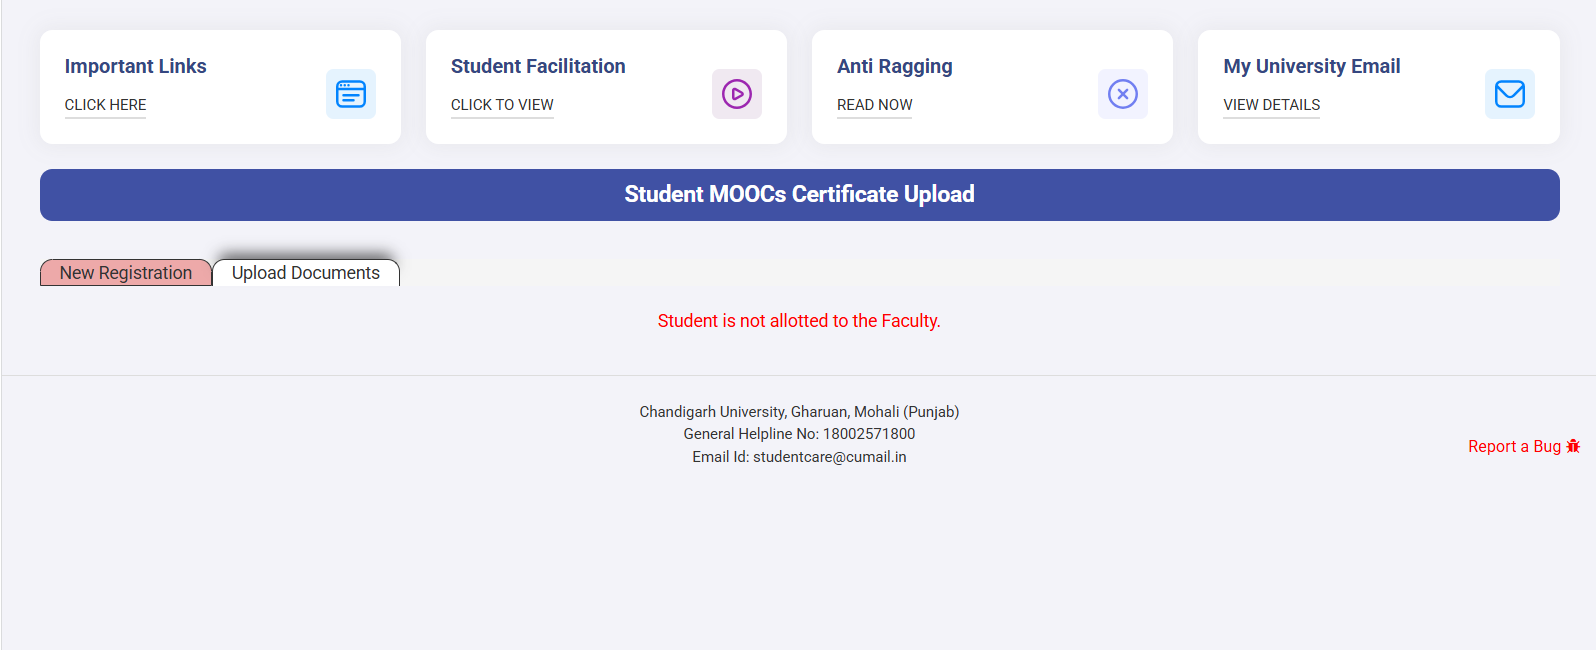 Important Links
CLICK HERE
Student Facilitation
CLICK TO VIEW
Anti Ragging
READ NOW
My University Email
VIEW DETAILS
Student MOOCs Certificate Upload
New Registration
Upload Documents
Student is not allotted to the Faculty.
Chandigarh University, Gharuan, Mohali (Punjab)
General Helpline No: 18002571800
Email Id: studentcare@cumail.in
Report a Bug